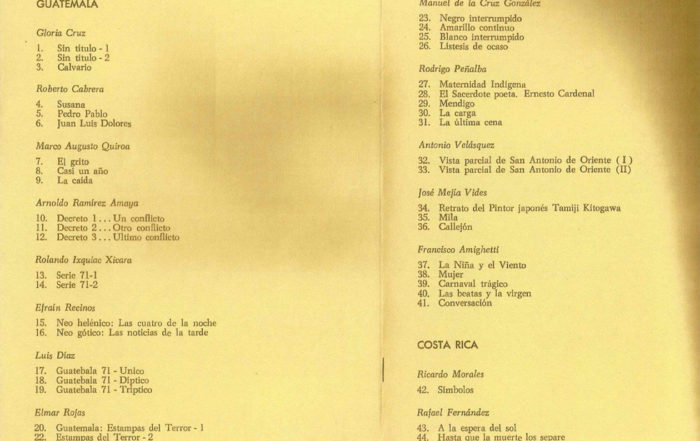 GUATEMALA
Gloria Cruz
1. Sin título - 1
2. Sin título - 2
3. Calvario
Roberto Cabrera
4. Susana
5. Pedro Pablo
6. Juan Luis Dolores
Marco Augusto Quiroa
7. El grito
8. Casi un año
9. La caída
Arnoldo Ramírez Amaya
10. Decreto 1 . . . Un conflicto
11. Decreto 2 . . . Otro conflicto
12. Decreto 3 . . . Ultimo conflicto
Rolando Ixquiac Xicara
13. Serie 71-1
14. Serie 71-2
Efraín Recinos
15. Neo helénico: Las cuatro de la noche
16. Neo gótico: Las noticias de la tarde
Luis Díaz
17. Guatebala 71 - Unico
18. Guatebala 71 - Díptico
19. Guatebala 71 - Tríptico
Elmar Rojas
20. Guatemala: Estampas del Terror - 1
22. Estampas del Terror - 2
Manuel de la Cruz González
23. Negro interrumpido
24. Amarillo continuo
25. Blanco interrumpido
26. Listesis de ocaso
Rodrigo Peñalba
27. Maternidad Indígena
28. El Sacerdote poeta, Ernesto Cardenal
29. Mendigo
30. La carga
31. La última cena
Antonio Velásquez
32. Vista parcial de San Antonio de Oriente ( I )
33. Vista parcial de San Antonio de Oriente (II)
José Mejía Vides
34. Retrato del Pintor japonés Tamiji Kitogawa
35. Mila
36. Callejón
Francisco Amighetti
37. La Niña y el Viento
38. Mujer
39. Carnaval trágico
40. Las beatas y la virgen
41. Conversación
COSTA RICA
Ricardo Morales
42. Símbolos
Rafael Fernández
43. A la espera del sol
44. Hasta que la muerte los separe